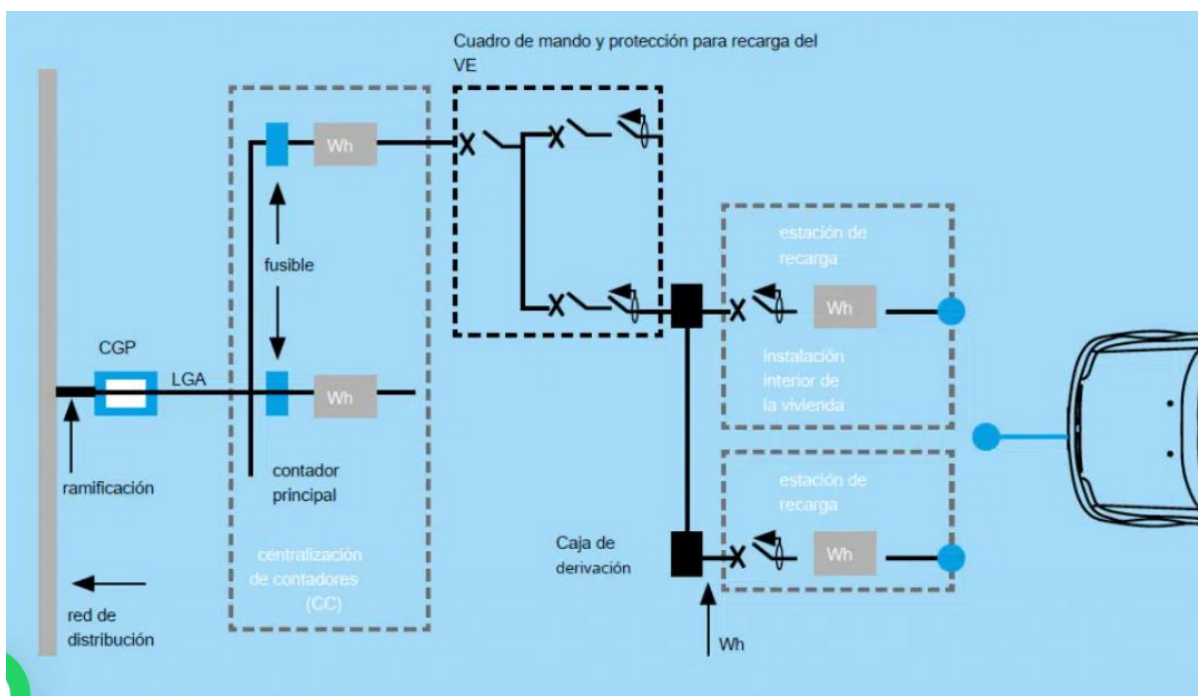 Cuadro de mando y protección para recarga del
VE
Wh
fusible
CGP
LGA
Wh
ramificación
contador
principal
centralización
de contadores
(CC)
red de
distribución
estación de
recarga
Wh
instalación
interior de
la vivienda
estación de
recarga
Wh
Caja de
derivación
Wh